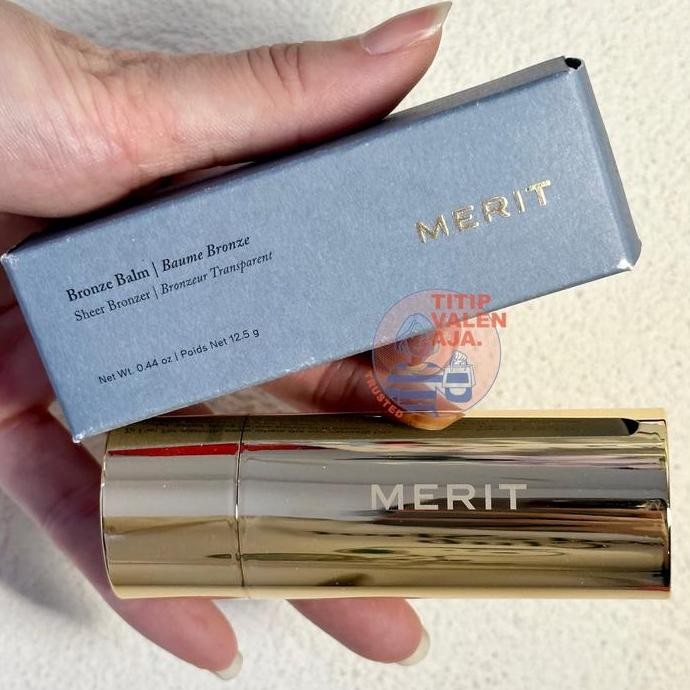 MERIT
Bronze Balm | Baume Bronze
Sheer Bronzer | Bronzeur Transparent
Net Wt. 0.44 oz | Poids Net 12.5 g
TITIP
VALEN
AJA.
TRUSTED
MERIT